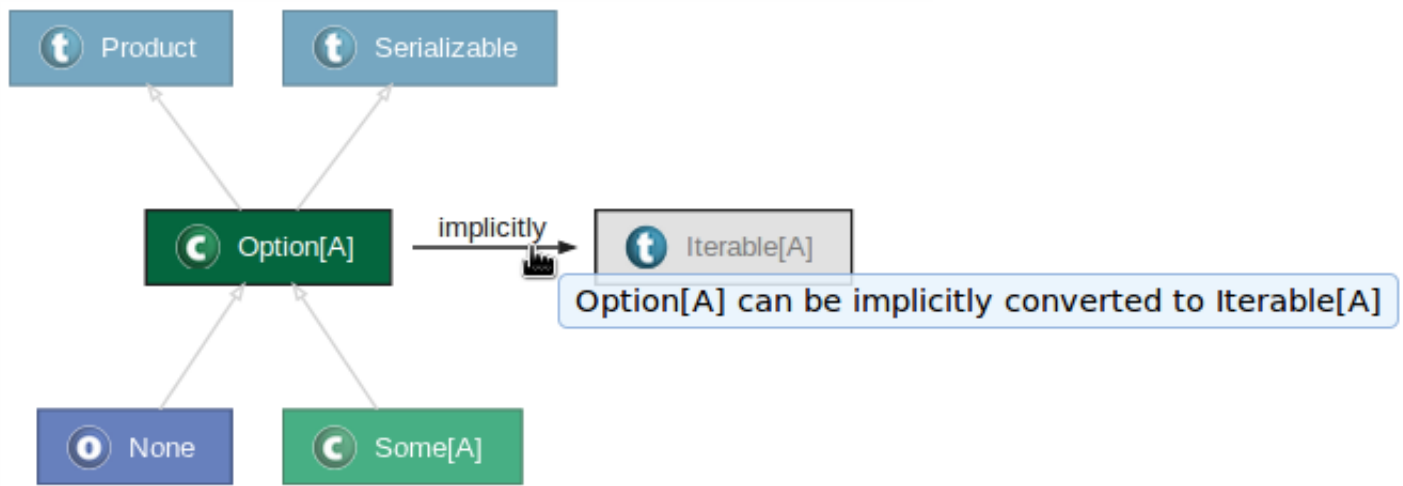 t Product
t Serializable
implicitly
C Option[A]
t Iterable[A]
Option[A] can be implicitly converted to Iterable[A]
O None
C Some[A]